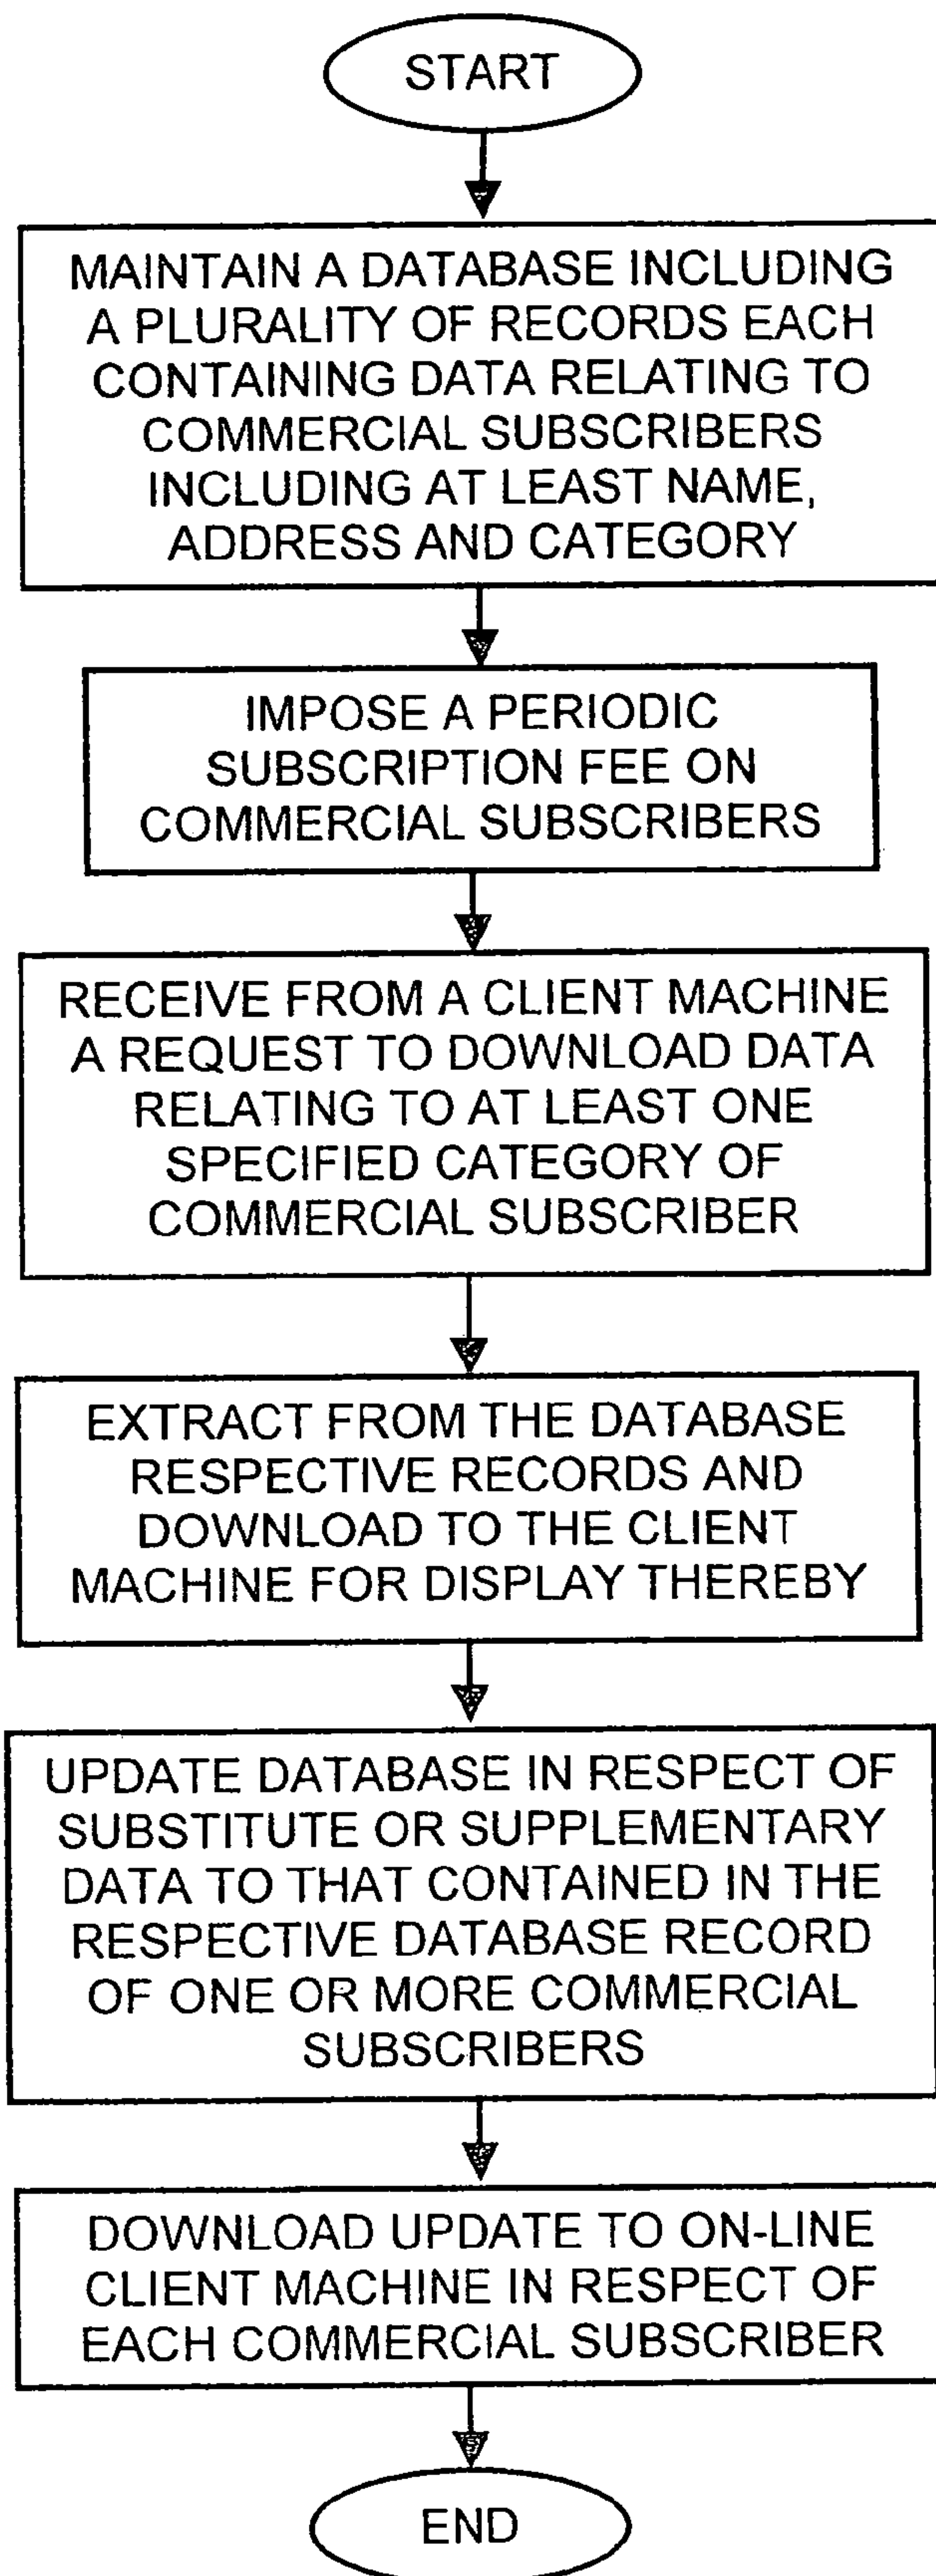 START
MAINTAIN A DATABASE INCLUDING
A PLURALITY OF RECORDS EACH
CONTAINING DATA RELATING TO
COMMERCIAL SUBSCRIBERS
INCLUDING AT LEAST NAME,
ADDRESS AND CATEGORY
IMPOSE A PERIODIC
SUBSCRIPTION FEE ON
COMMERCIAL SUBSCRIBERS
RECEIVE FROM A CLIENT MACHINE
A REQUEST TO DOWNLOAD DATA
RELATING TO AT LEAST ONE
SPECIFIED CATEGORY OF
COMMERCIAL SUBSCRIBER
EXTRACT FROM THE DATABASE
RESPECTIVE RECORDS AND
DOWNLOAD TO THE CLIENT
MACHINE FOR DISPLAY THEREBY
UPDATE DATABASE IN RESPECT OF
SUBSTITUTE OR SUPPLEMENTARY
DATA TO THAT CONTAINED IN THE
RESPECTIVE DATABASE RECORD
OF ONE OR MORE COMMERCIAL
SUBSCRIBERS
DOWNLOAD UPDATE TO ON-LINE
CLIENT MACHINE IN RESPECT OF
EACH COMMERCIAL SUBSCRIBER
END